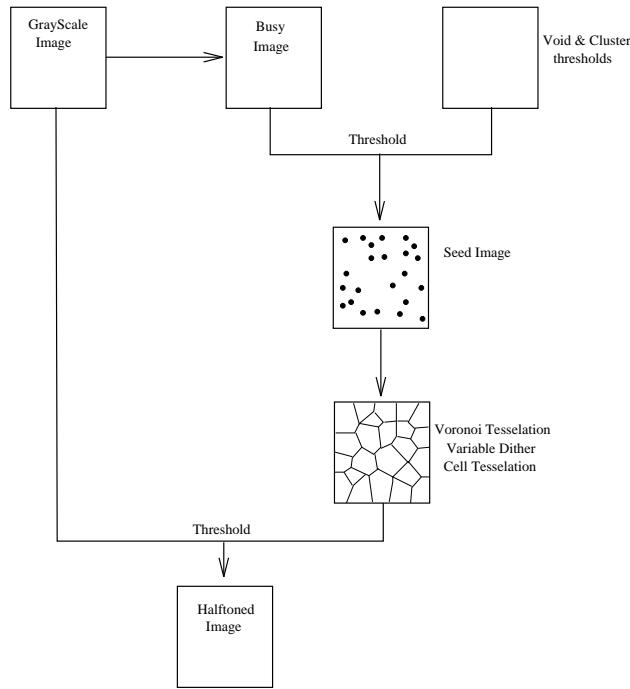 GrayScale
Image
Busy
Image
Void & Cluster
thresholds
Threshold
Seed Image
Voronoi Tesselation
Variable Dither
Cell Tesselation
Threshold
Halftoned
Image